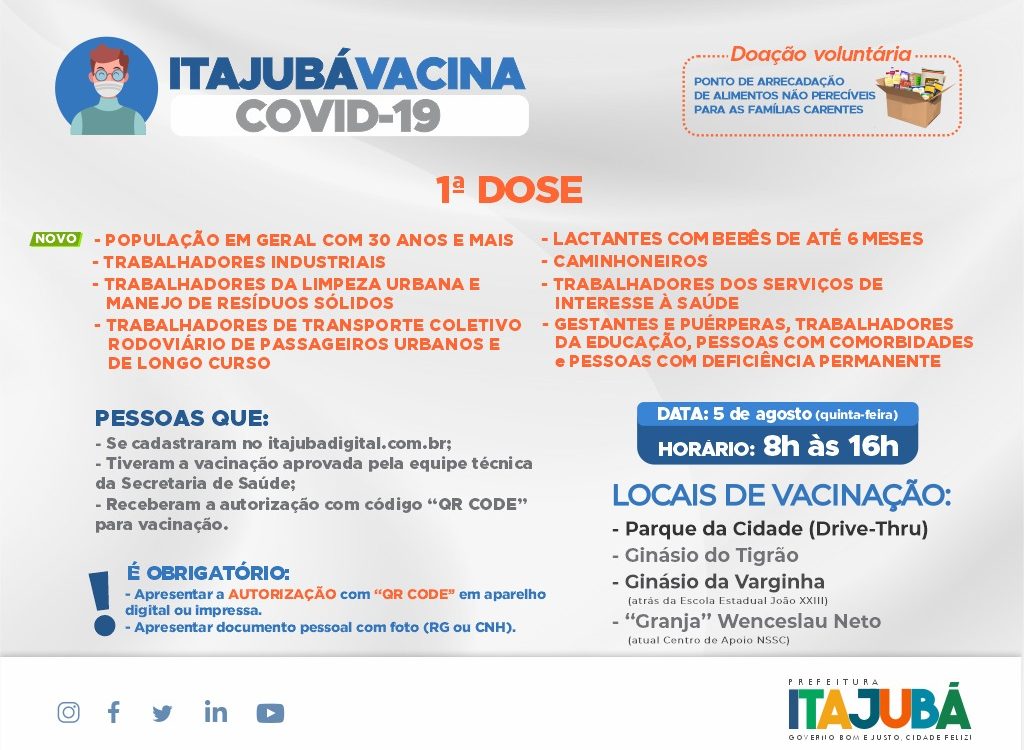 ITAJUBÁVACINA
COVID-19
Doação voluntária
PONTO DE ARRECADAÇÃO
DE ALIMENTOS NÃO PERECÍVEIS
PARA AS FAMÍLIAS CARENTES
1ª DOSE
NOVO
- POPULAÇÃO EM GERAL COM 30 ANOS E MAIS
- TRABALHADORES INDUSTRIAIS
- TRABALHADORES DA LIMPEZA URBANA E
MANEJO DE RESÍDUOS SÓLIDOS
- TRABALHADORES DE TRANSPORTE COLETIVO
RODOVIÁRIO DE PASSAGEIROS URBANOS E
DE LONGO CURSO
- LACTANTES COM BEBÊS DE ATÉ 6 MESES
- CAMINHONEIROS
- TRABALHADORES DOS SERVIÇOS DE
INTERESSE À SAÚDE
- GESTANTES E PUÉRPERAS, TRABALHADORES
DA EDUCAÇÃO, PESSOAS COM COMORBIDADES
e PESSOAS COM DEFICIÊNCIA PERMANENTE
PESSOAS QUE:
- Se cadastraram no itajubadigital.com.br;
- Tiveram a vacinação aprovada pela equipe técnica
da Secretaria de Saúde;
- Receberam a autorização com código “QR CODE”
para vacinação.
É OBRIGATÓRIO:
- Apresentar a AUTORIZAÇÃO com “QR CODE” em aparelho
digital ou impressa.
- Apresentar documento pessoal com foto (RG ou CNH).
DATA: 5 de agosto (quinta-feira)
HORÁRIO: 8h às 16h
LOCAIS DE VACINAÇÃO:
- Parque da Cidade (Drive-Thru)
- Ginásio do Tigrão
- Ginásio da Varginha
(atrás da Escola Estadual João XXIII)
- “Granja” Wenceslau Neto
(atual Centro de Apoio NSSC)
PREFEITURA
ITAJUBÁ
GOVERNO BOM E JUSTO, CIDADE FELIZ!